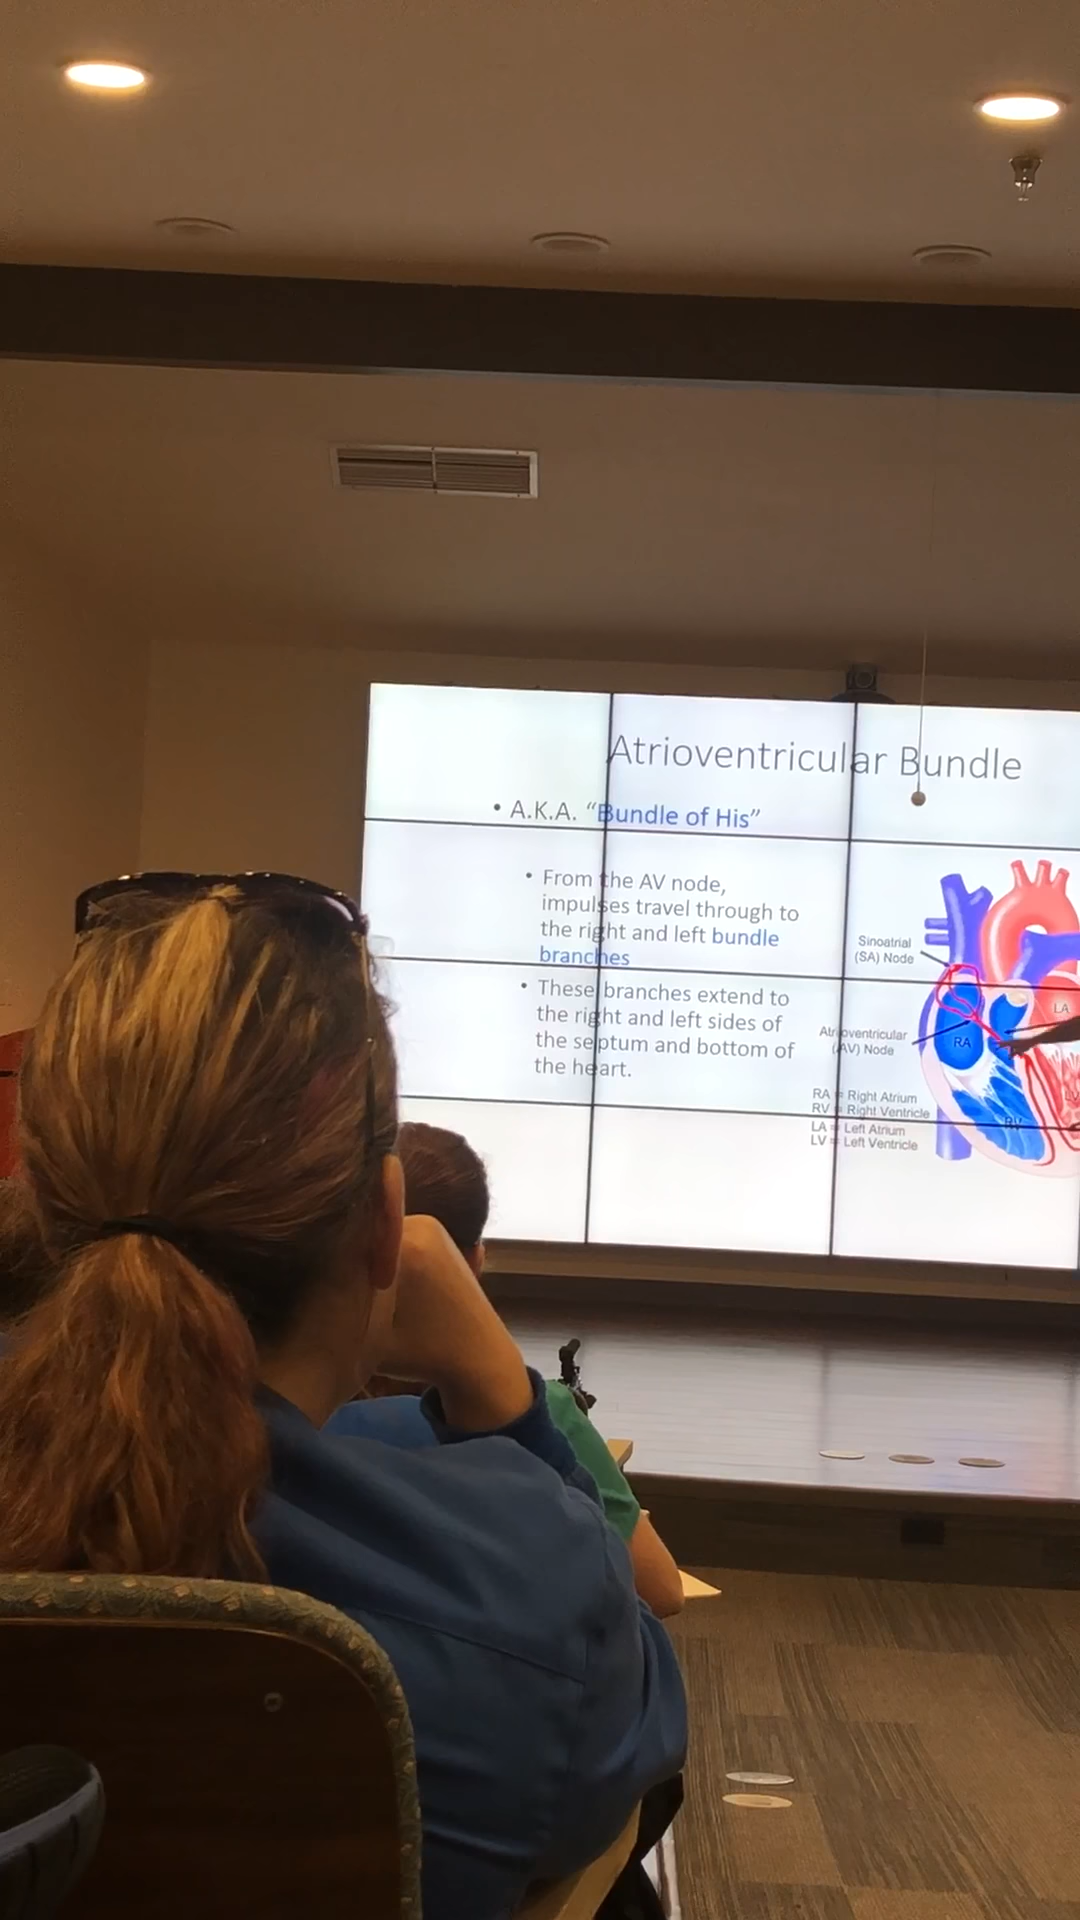 Atrioventricular Bundle
• A.K.A. “Bundle of His”
• From the AV node,
impulses travel through to
the right and left bundle
branches
• These branches extend to
the right and left sides of
the septum and bottom of
the heart.
Sinoatrial
(SA) Node
Atrioventricular
(AV) Node
RA = Right Atrium
RV = Right Ventricle
LA = Left Atrium
LV = Left Ventricle
LA
RA
RV
LV